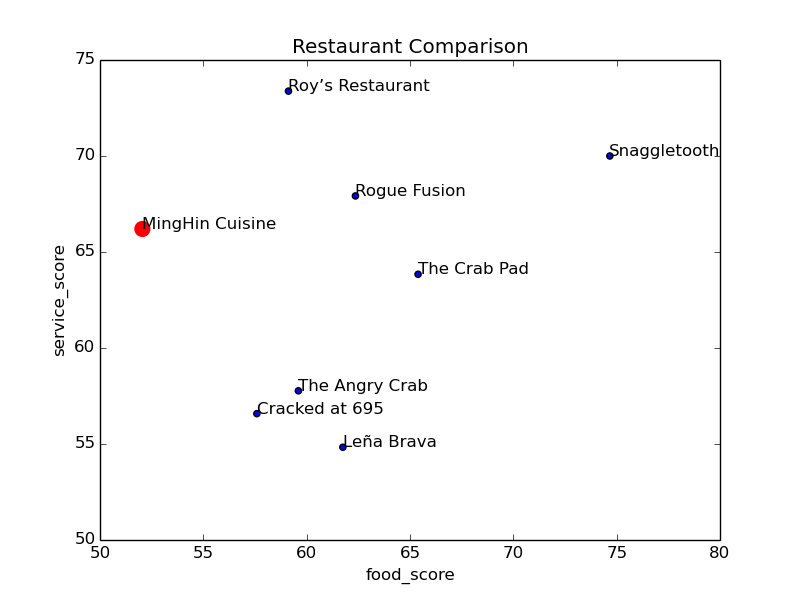 Restaurant Comparison
75
Roy’s Restaurant
70
Snaggletooth
Rogue Fusion
MingHin Cuisine
65
The Crab Pad
service_score
60
The Angry Crab
Cracked at 695
55
Leña Brava
50
50 55 60 65 70 75 80
food_score